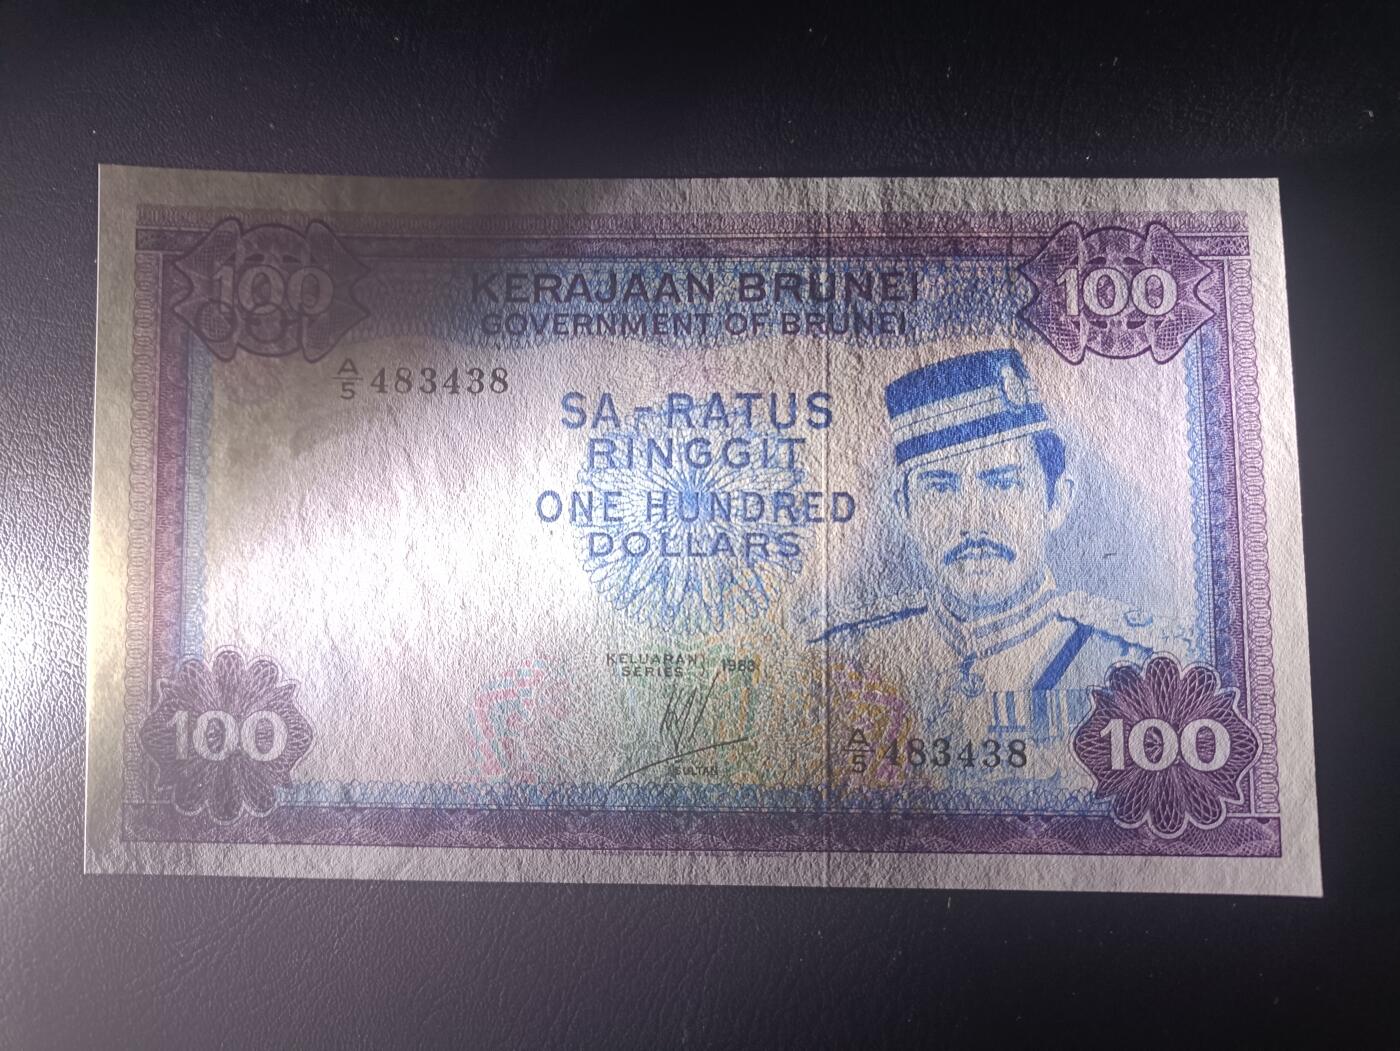 100
100
KERAJAAN BRUNEI
GOVERNMENT OF BRUNEI
A/5 483438
SA-RATUS
RINGGIT
ONE HUNDRED
DOLLARS
KELUARAN
SERIES 1983
SULTAN
A/5 483438
100
100